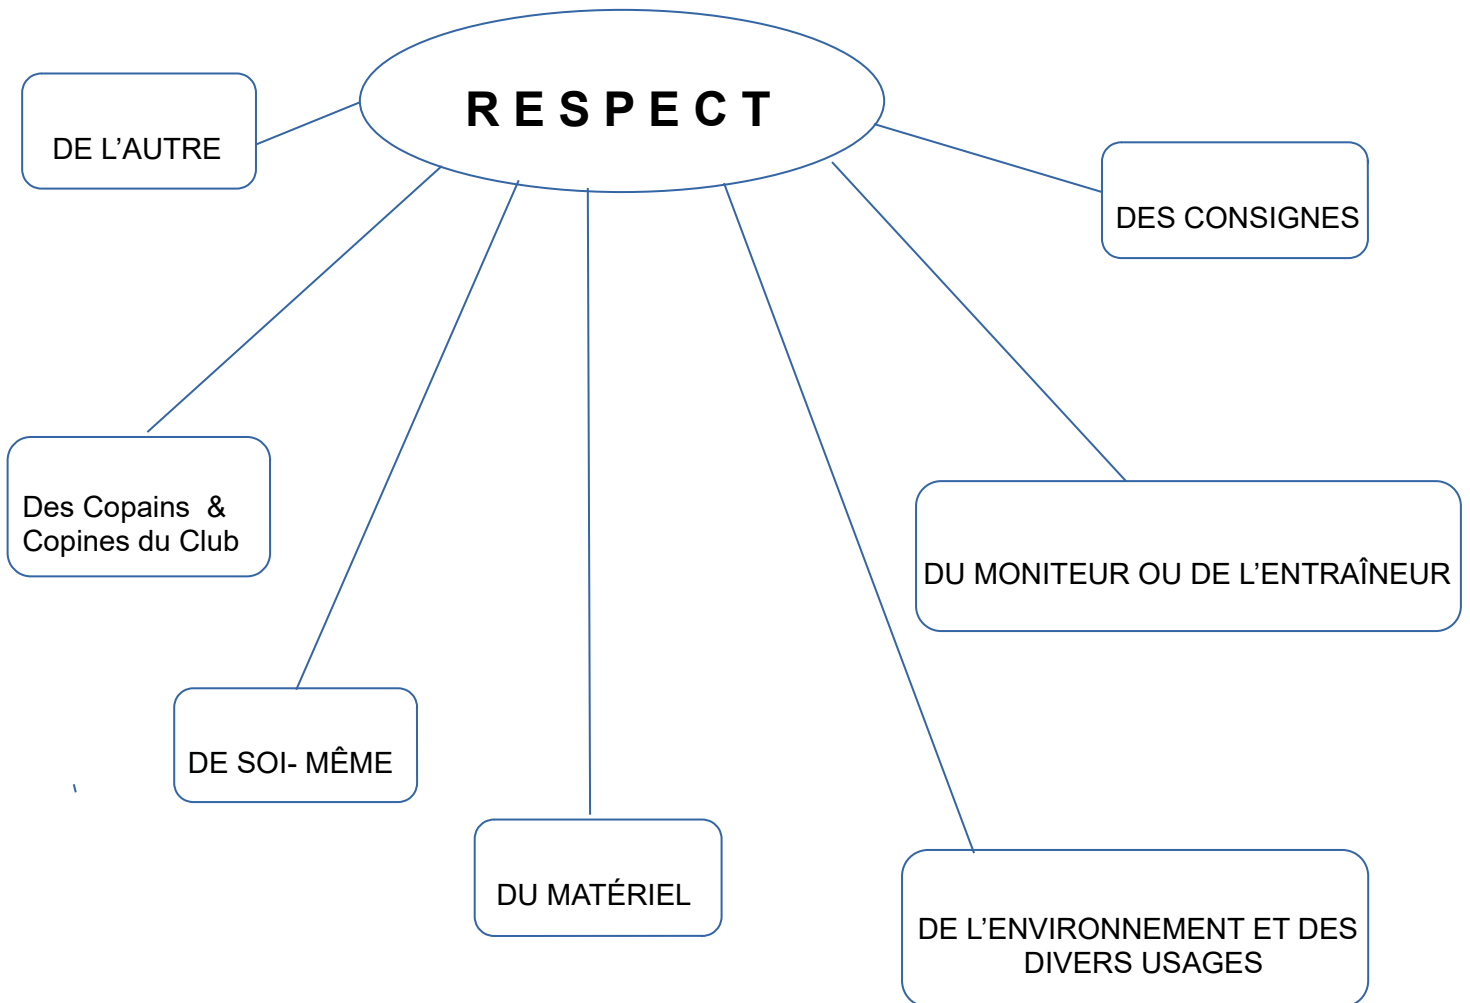 R E S P E C T
DE L’AUTRE
DES CONSIGNES
Des Copains  &
Copines du Club
DU MONITEUR OU DE L’ENTRAÎNEUR
DE SOI- MÊME
DU MATÉRIEL
DE L’ENVIRONNEMENT ET DES
DIVERS USAGES